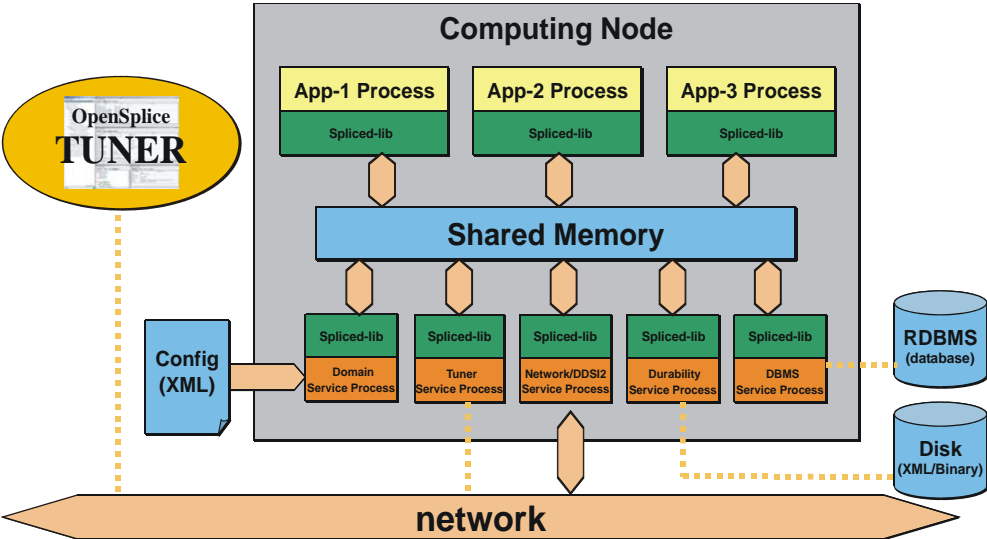 Computing Node
OpenSplice
TUNER
App-1 Process
Spliced-lib
App-2 Process
Spliced-lib
App-3 Process
Spliced-lib
Shared Memory
Config
(XML)
Spliced-lib
Domain
Service Process
Spliced-lib
Tuner
Service Process
Spliced-lib
Network/DDSI2
Service Process
Spliced-lib
Durability
Service Process
Spliced-lib
DBMS
Service Process
RDBMS
(database)
Disk
(XML/Binary)
network